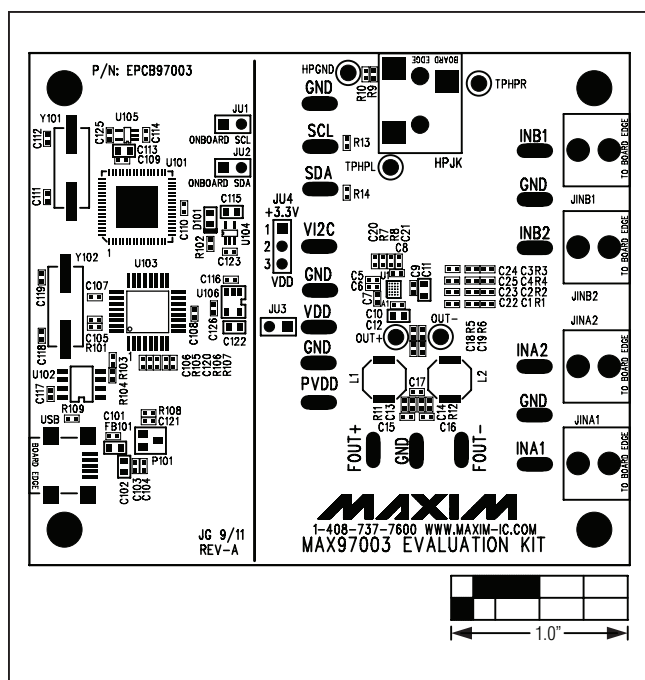 P/N: EPCB97003
Y101
C112
C125
U105
C114
C113
C109
U101
C111
1
C110
D101
R102
C115
U104
C123
JU1
ONBOARD SCL
JU2
ONBOARD SDA
JU4
+3.3V
1
2
3
VDD
Y102
C119
C118
C107
C105
R101
U103
1
C116
U106
C126
C108
C122
JU3
U102
C117
R103
R104
C106
R105
C120
R106
R107
R109
USB
BOARD EDGE
C101
FB101
R108
C121
P101
C102
C103
C104
JG 9/11
REV-A
HPGND
GND
R10
R9
BOARD EDGE
HPJK
TPHPR
TPHPL
SCL
R13
SDA
R14
VI2C
GND
VDD
GND
PVDD
C20
R7
R8
C21
C8
C5
C6
C7
U1
A1
C9
C11
C10
C12
OUT+
OUT-
C24 C3 R3
C25 C4 R4
C23 C2 R2
C22 C1 R1
C18 R5
C19 R6
L1
L2
C17
R11
C13
C14
R12
C15
C16
FOUT+
GND
FOUT-
INB1
GND
INB2
INA2
GND
INA1
TO BOARD EDGE
JINB1
TO BOARD EDGE
JINB2
JINA2
TO BOARD EDGE
JINA1
TO BOARD EDGE
MAXIM
1-408-737-7600 WWW.MAXIM-IC.COM
MAX97003 EVALUATION KIT
1.0"